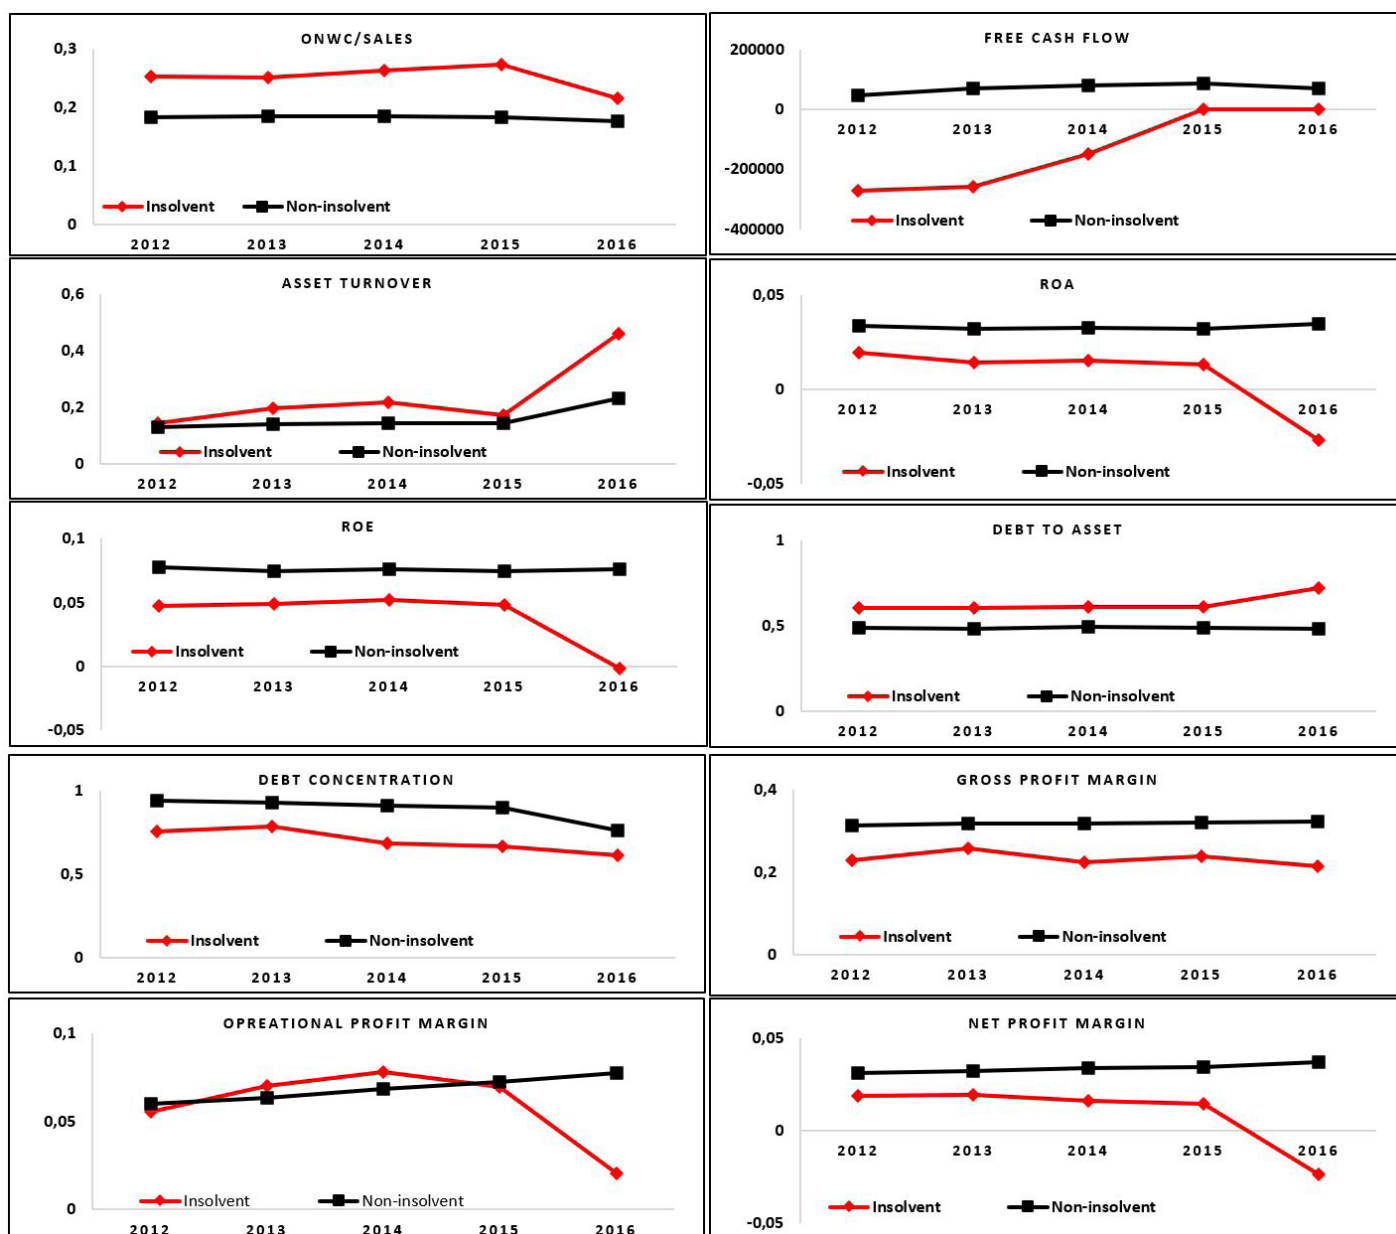 ONWC/SALES
0,3
0,2
0,1
0
Insolvent Non-insolvent
2012 2013 2014 2015 2016
FREE CASH FLOW
200000
0
-200000
-400000
2012 2013 2014 2015 2016
Insolvent Non-insolvent
ASSET TURNOVER
0,6
0,4
0,2
0
Insolvent Non-insolvent
2012 2013 2014 2015 2016
ROA
0,05
0
-0,05
2012 2013 2014 2015 2016
Insolvent Non-insolvent
ROE
0,1
0,05
0
-0,05
Insolvent Non-insolvent
2012 2013 2014 2015 2016
DEBT TO ASSET
1
0,5
0
Insolvent Non-insolvent
2012 2013 2014 2015 2016
DEBT CONCENTRATION
1
0,5
0
Insolvent Non-insolvent
2012 2013 2014 2015 2016
GROSS PROFIT MARGIN
0,4
0,2
0
Insolvent Non-insolvent
2012 2013 2014 2015 2016
OPREATIONAL PROFIT MARGIN
0,1
0,05
0
Insolvent Non-insolvent
2012 2013 2014 2015 2016
NET PROFIT MARGIN
0,05
0
-0,05
2012 2013 2014 2015 2016
Insolvent Non-insolvent